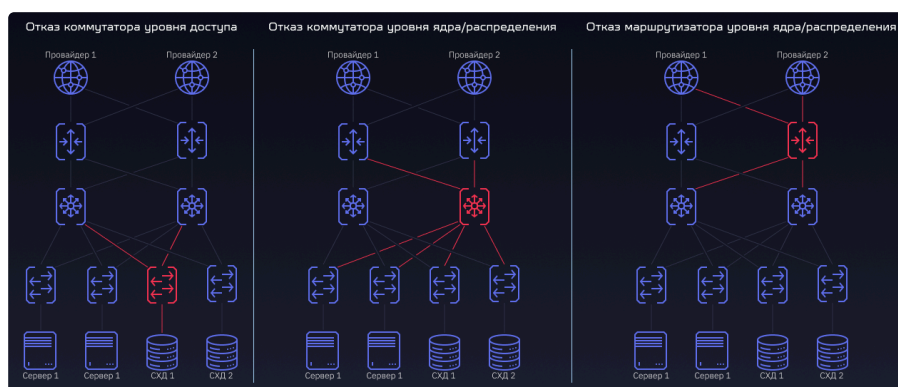 Отказ коммутатора уровня доступа
Провайдер 1
Провайдер 2
Сервер 1
Сервер 1
СХД 1
СХД 2
Отказ коммутатора уровня ядра/распределения
Провайдер 1
Провайдер 2
Сервер 1
Сервер 1
СХД 1
СХД 2
Отказ маршрутизатора уровня ядра/распределения
Провайдер 1
Провайдер 2
Сервер 1
Сервер 1
СХД 1
СХД 2